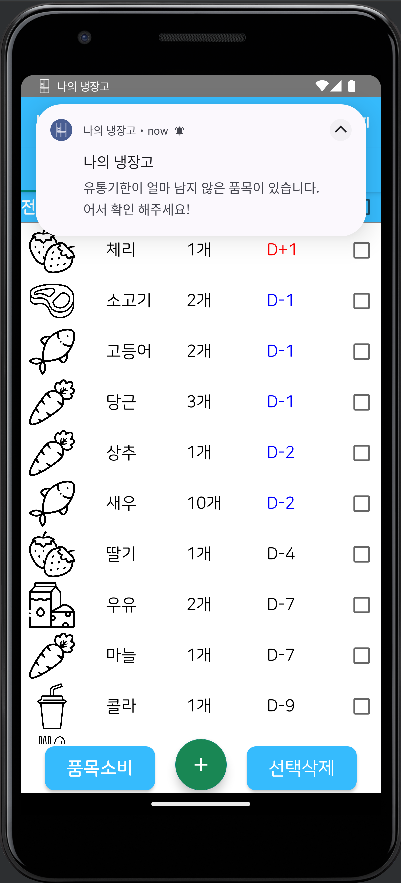 나의 냉장고
나의 냉장고 • now
나의 냉장고
유통기한이 얼마 남지 않은 품목이 있습니다.
어서 확인 해주세요!
전
체리 1개 D+1
소고기 2개 D-1
고등어 2개 D-1
당근 3개 D-1
상추 1개 D-2
새우 10개 D-2
딸기 1개 D-4
우유 2개 D-7
마늘 1개 D-7
콜라 1개 D-9
품목소비 + 선택삭제